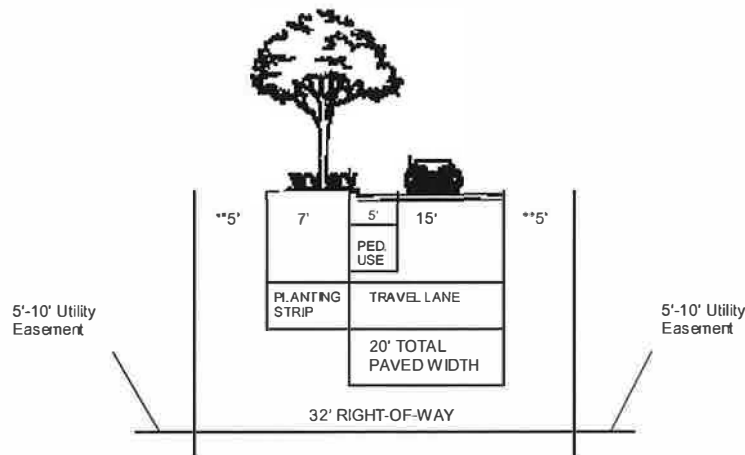 **5'
7'
5'
15'
**5'
PED.
USE
PLANTING
STRIP
TRAVEL LANE
5'-10' Utility
Easement
5'-10' Utility
Easement
20' TOTAL
PAVED WIDTH
32' RIGHT-OF-WAY